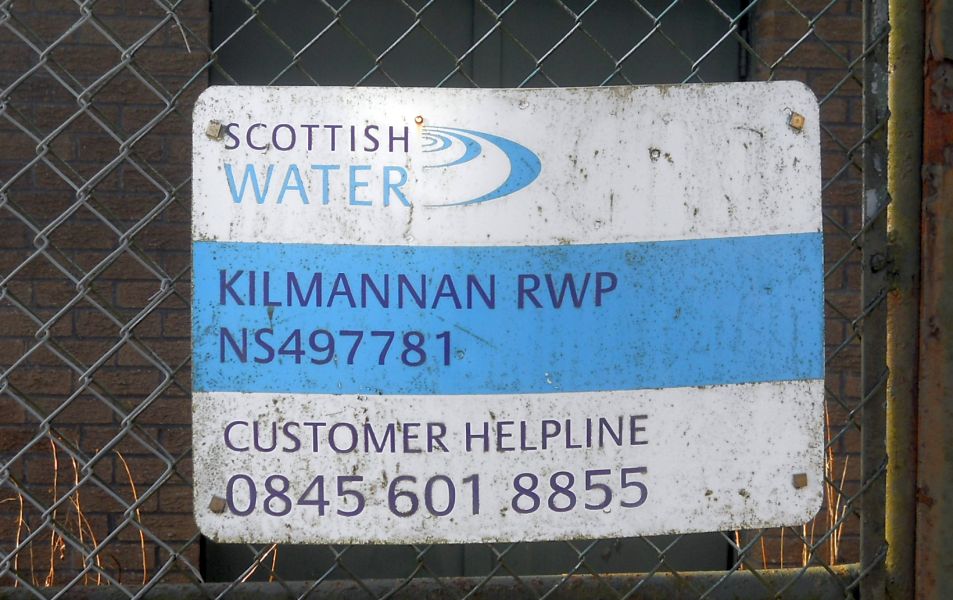 SCOTTISH
WATER
KILMANNAN RWP
NS497781
CUSTOMER HELPLINE
0845 601 8855